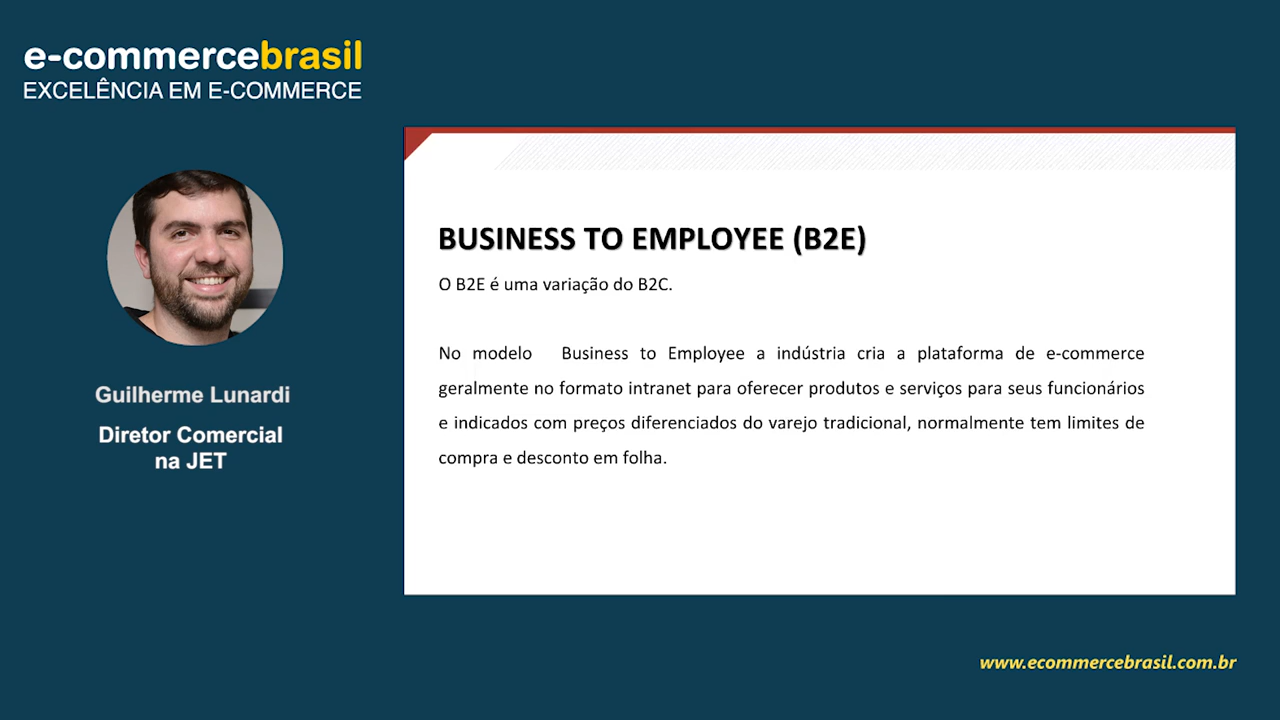 e-commercebrasil
EXCELÊNCIA EM E-COMMERCE
Guilherme Lunardi
Diretor Comercial
na JET
BUSINESS TO EMPLOYEE (B2E)
O B2E é uma variação do B2C.
No modelo Business to Employee a indústria cria a plataforma de e-commerce
geralmente no formato intranet para oferecer produtos e serviços para seus funcionários
e indicados com preços diferenciados do varejo tradicional, normalmente tem limites de
compra e desconto em folha.
www.ecommercebrasil.com.br